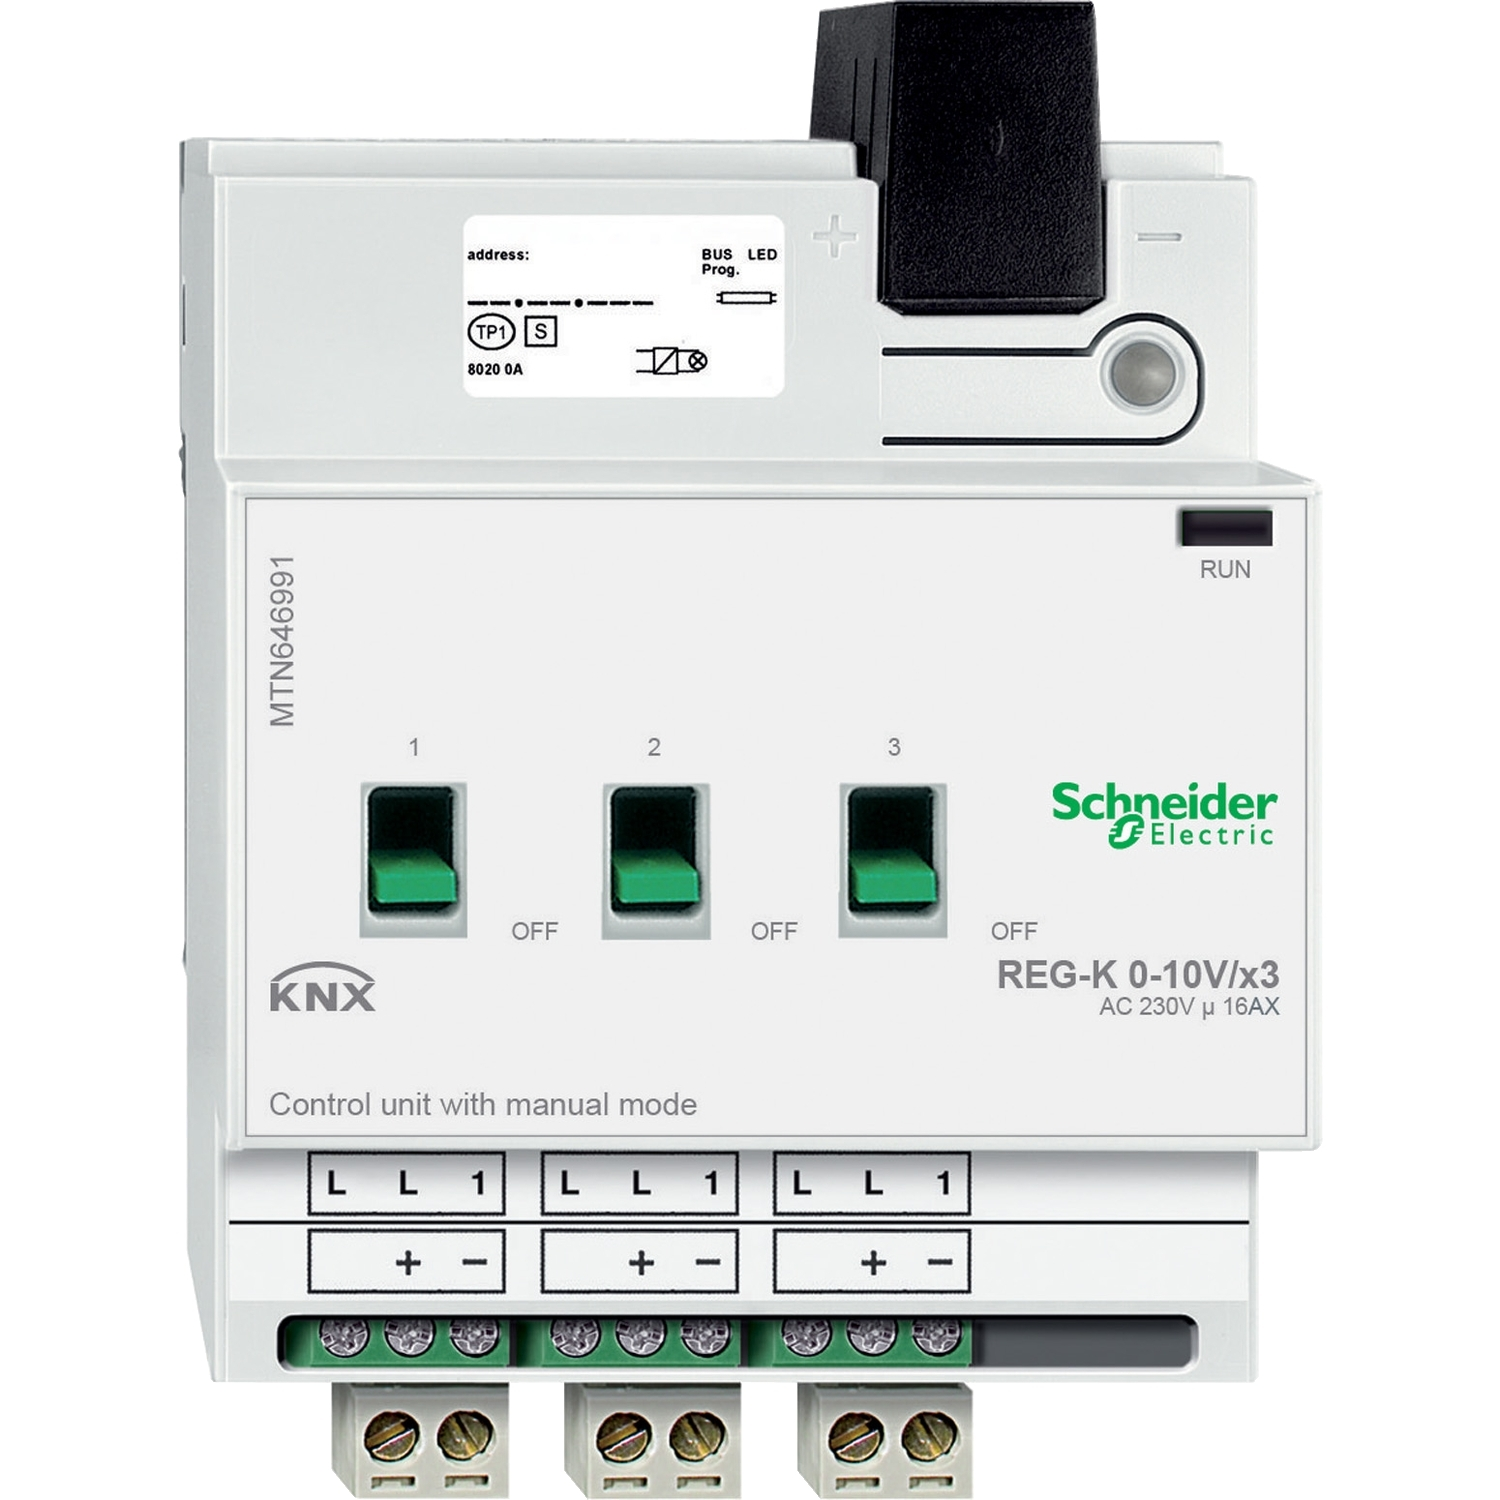 address:
BUS LED
Prog.
TP1 S
8020 0A
+
−
RUN
MTN646991
1 2 3
Schneider
Electric
OFF OFF OFF
REG-K 0-10V/x3
AC 230V µ 16AX
KNX
Control unit with manual mode
L L 1 L L 1 L L 1
+ − + − + −